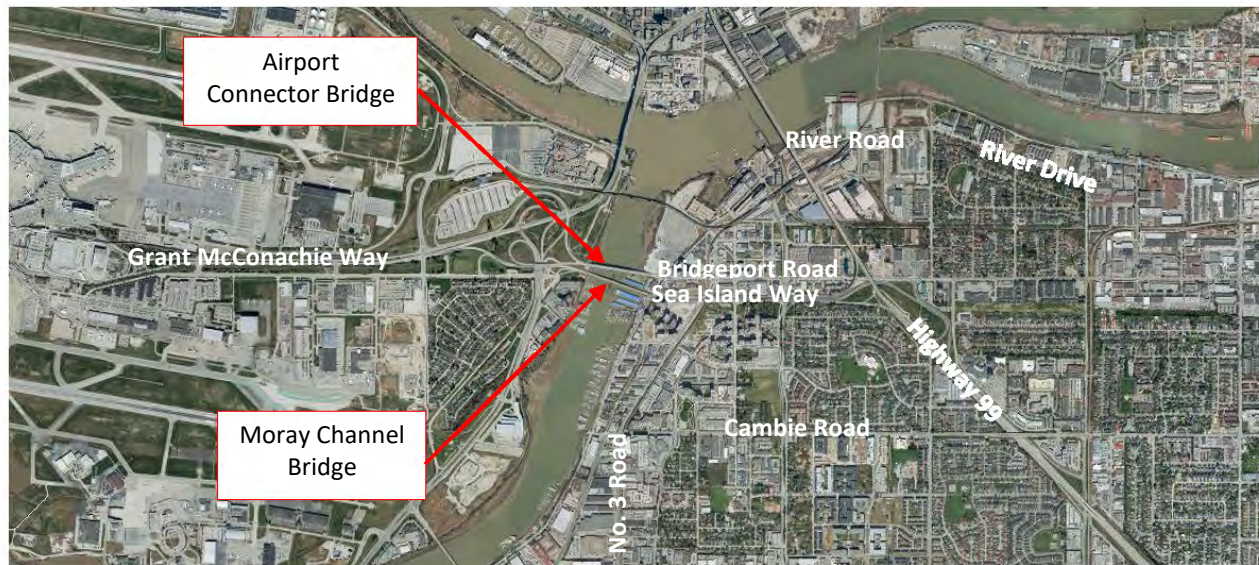 Airport
Connector Bridge
River Road
River Drive
Grant McConachie Way
Bridgeport Road
Sea Island Way
Highway 99
Moray Channel
Bridge
Cambie Road
No. 3 Road